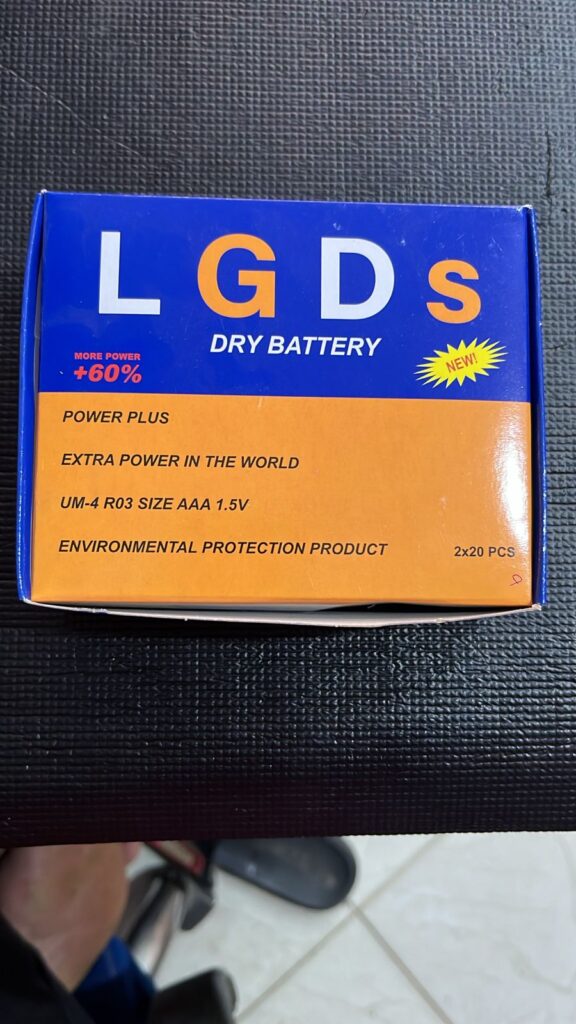 L G D s
DRY BATTERY
MORE POWER
+60%
NEW!
POWER PLUS
EXTRA POWER IN THE WORLD
UM-4 R03 SIZE AAA 1.5V
ENVIRONMENTAL PROTECTION PRODUCT
2x20 PCS